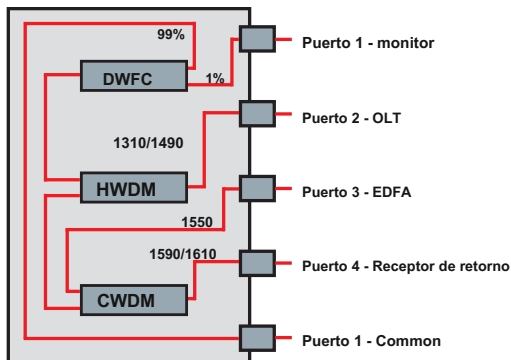 99%
Puerto 1 - monitor
DWFC
1%
Puerto 2 - OLT
1310/1490
HWDM
Puerto 3 - EDFA
1550
1590/1610
Puerto 4 - Receptor de retorno
CWDM
Puerto 1 - Common